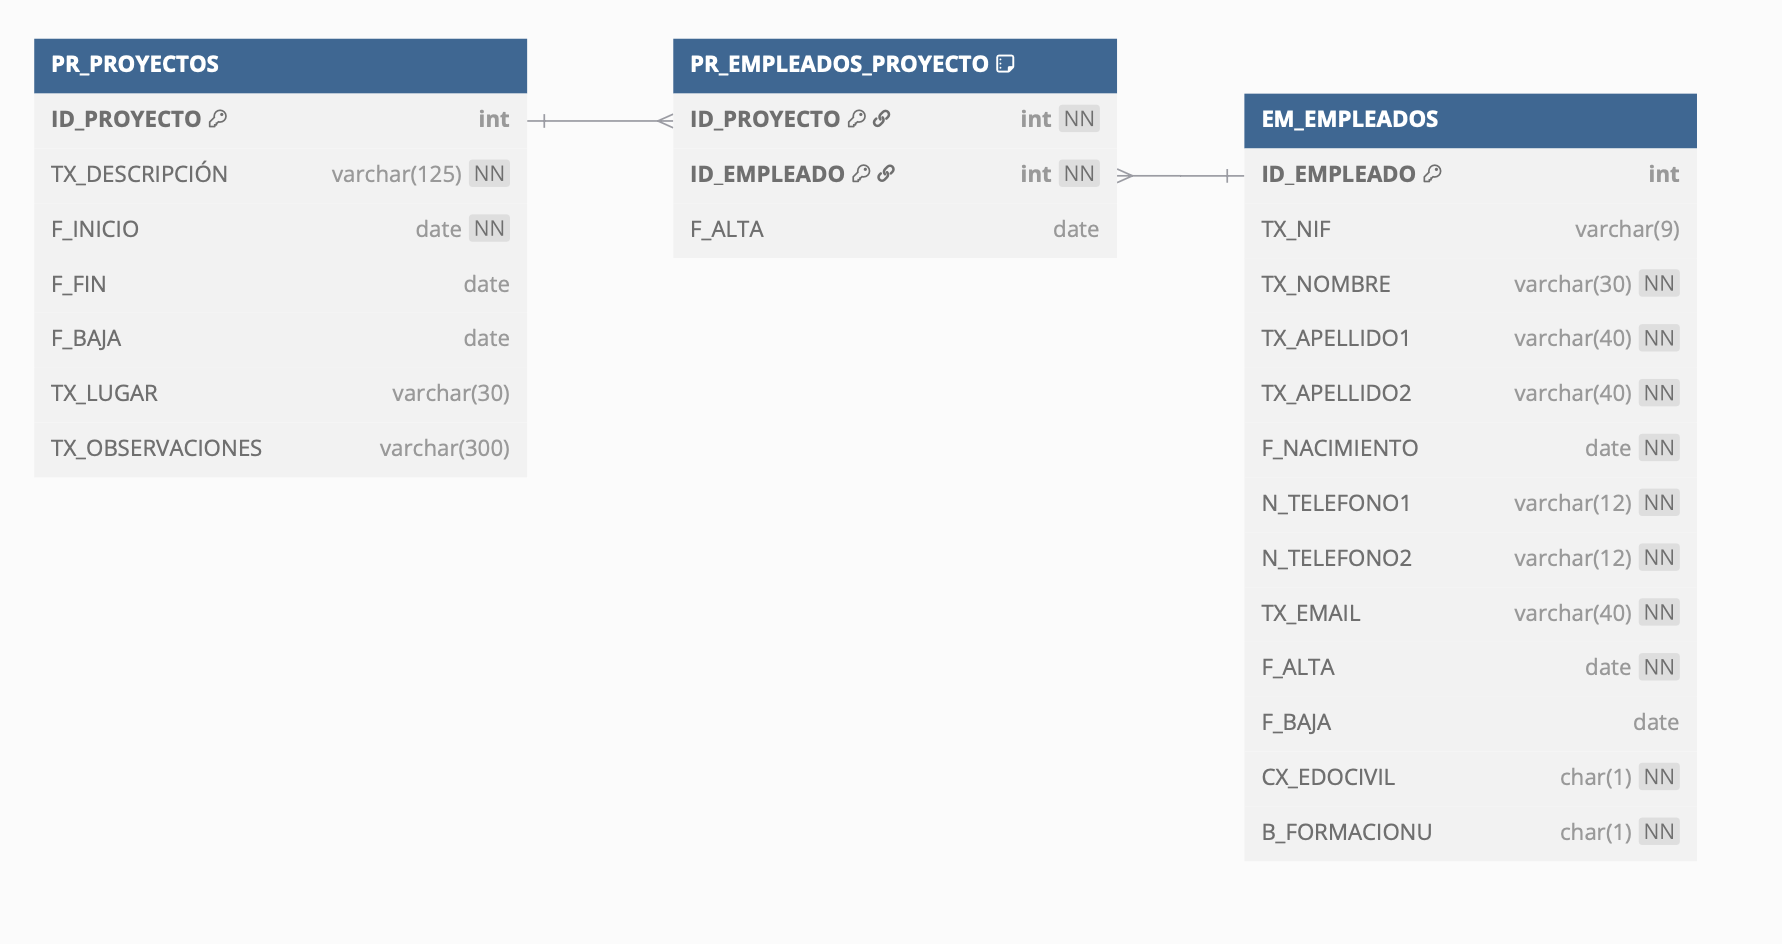 PR_PROYECTOS
ID_PROYECTO int
TX_DESCRIPCIÓN varchar(125) NN
F_INICIO date NN
F_FIN date
F_BAJA date
TX_LUGAR varchar(30)
TX_OBSERVACIONES varchar(300)
PR_EMPLEADOS_PROYECTO
ID_PROYECTO int NN
ID_EMPLEADO int NN
F_ALTA date
EM_EMPLEADOS
ID_EMPLEADO int
TX_NIF varchar(9)
TX_NOMBRE varchar(30) NN
TX_APELLIDO1 varchar(40) NN
TX_APELLIDO2 varchar(40) NN
F_NACIMIENTO date NN
N_TELEFONO1 varchar(12) NN
N_TELEFONO2 varchar(12) NN
TX_EMAIL varchar(40) NN
F_ALTA date NN
F_BAJA date
CX_EDOCIVIL char(1) NN
B_FORMACIONU char(1) NN